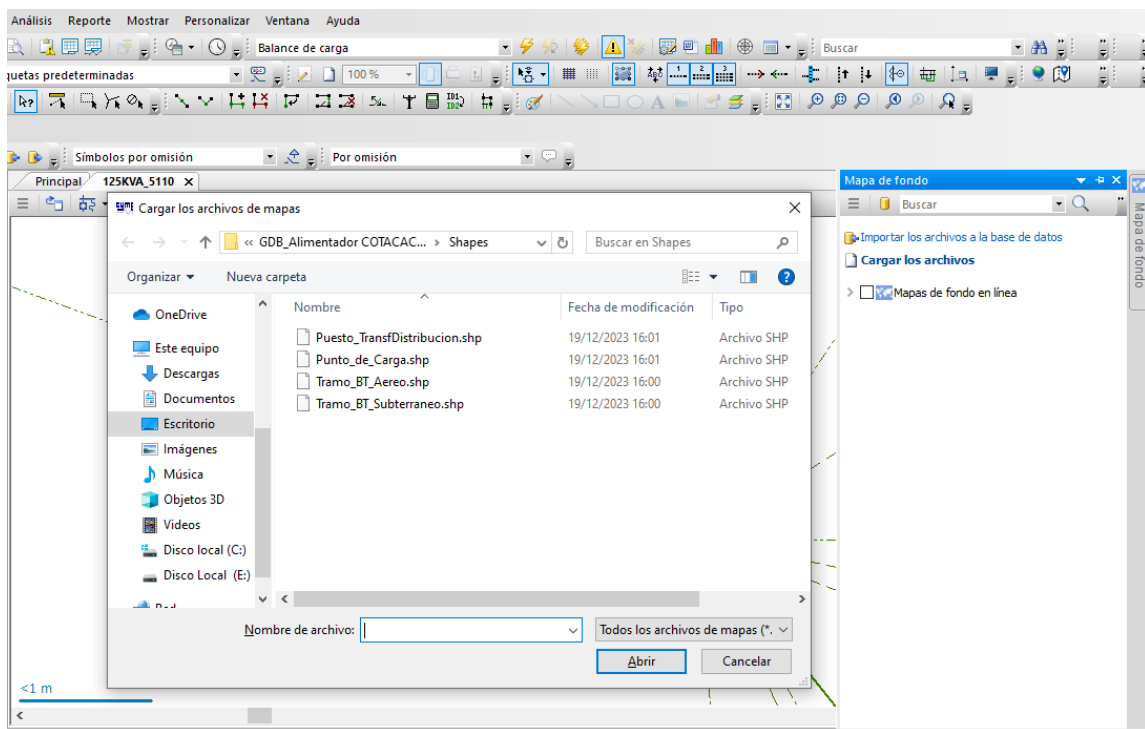 Análisis Reporte Mostrar Personalizar Ventana Ayuda
Balance de carga Buscar
quetas predeterminadas 100 %
Símbolos por omisión Por omisión
Principal 125KVA_5110
Mapa de fondo
Cargar los archivos de mapas
Buscar
« GDB_Alimentador COTACAC... > Shapes Buscar en Shapes
Importar los archivos a la base de datos
Cargar los archivos
Mapas de fondo en línea
Mapa de fondo
Organizar Nueva carpeta
OneDrive
Este equipo
Descargas
Documentos
Escritorio
Imágenes
Música
Objetos 3D
Videos
Disco local (C:)
Disco Local (E:)
Nombre Fecha de modificación Tipo
Puesto_TransfDistribucion.shp 19/12/2023 16:01 Archivo SHP
Punto_de_Carga.shp 19/12/2023 16:01 Archivo SHP
Tramo_BT_Aereo.shp 19/12/2023 16:00 Archivo SHP
Tramo_BT_Subterraneo.shp 19/12/2023 16:00 Archivo SHP
Nombre de archivo: Todos los archivos de mapas (*.
Abrir Cancelar
<1 m